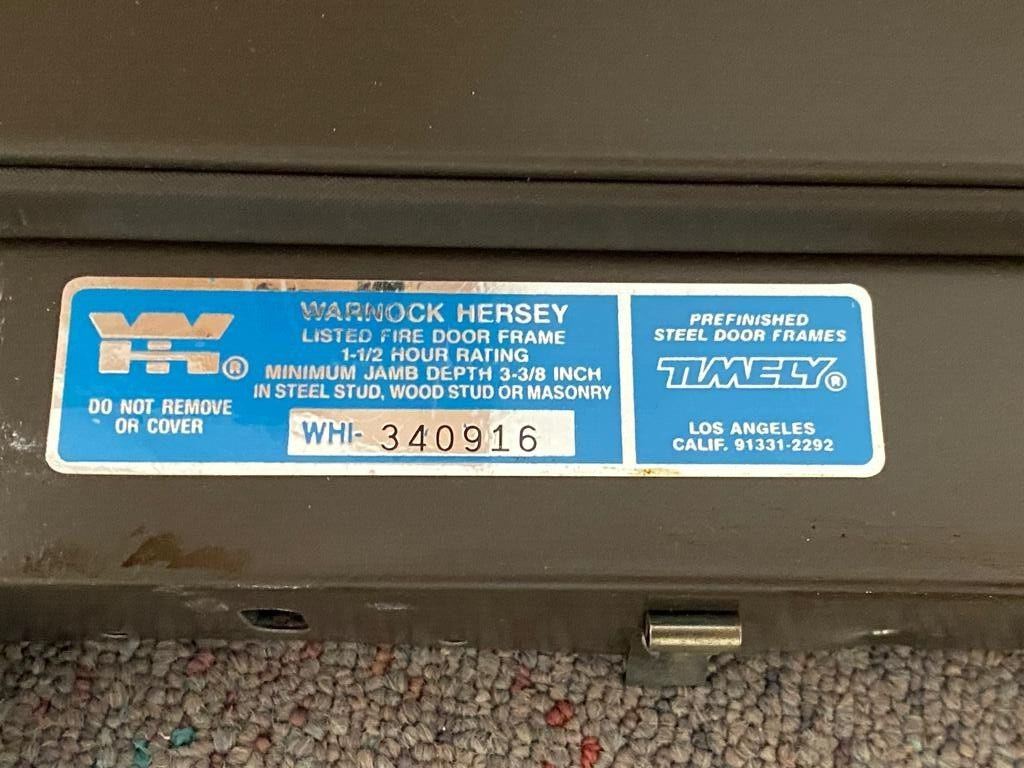 WARNOCK HERSEY
LISTED FIRE DOOR FRAME
1-1/2 HOUR RATING
MINIMUM JAMB DEPTH 3-3/8 INCH
IN STEEL STUD, WOOD STUD OR MASONRY
WHI- 340916
WH®
DO NOT REMOVE
OR COVER
PREFINISHED
STEEL DOOR FRAMES
TIMELY®
LOS ANGELES
CALIF. 91331-2292